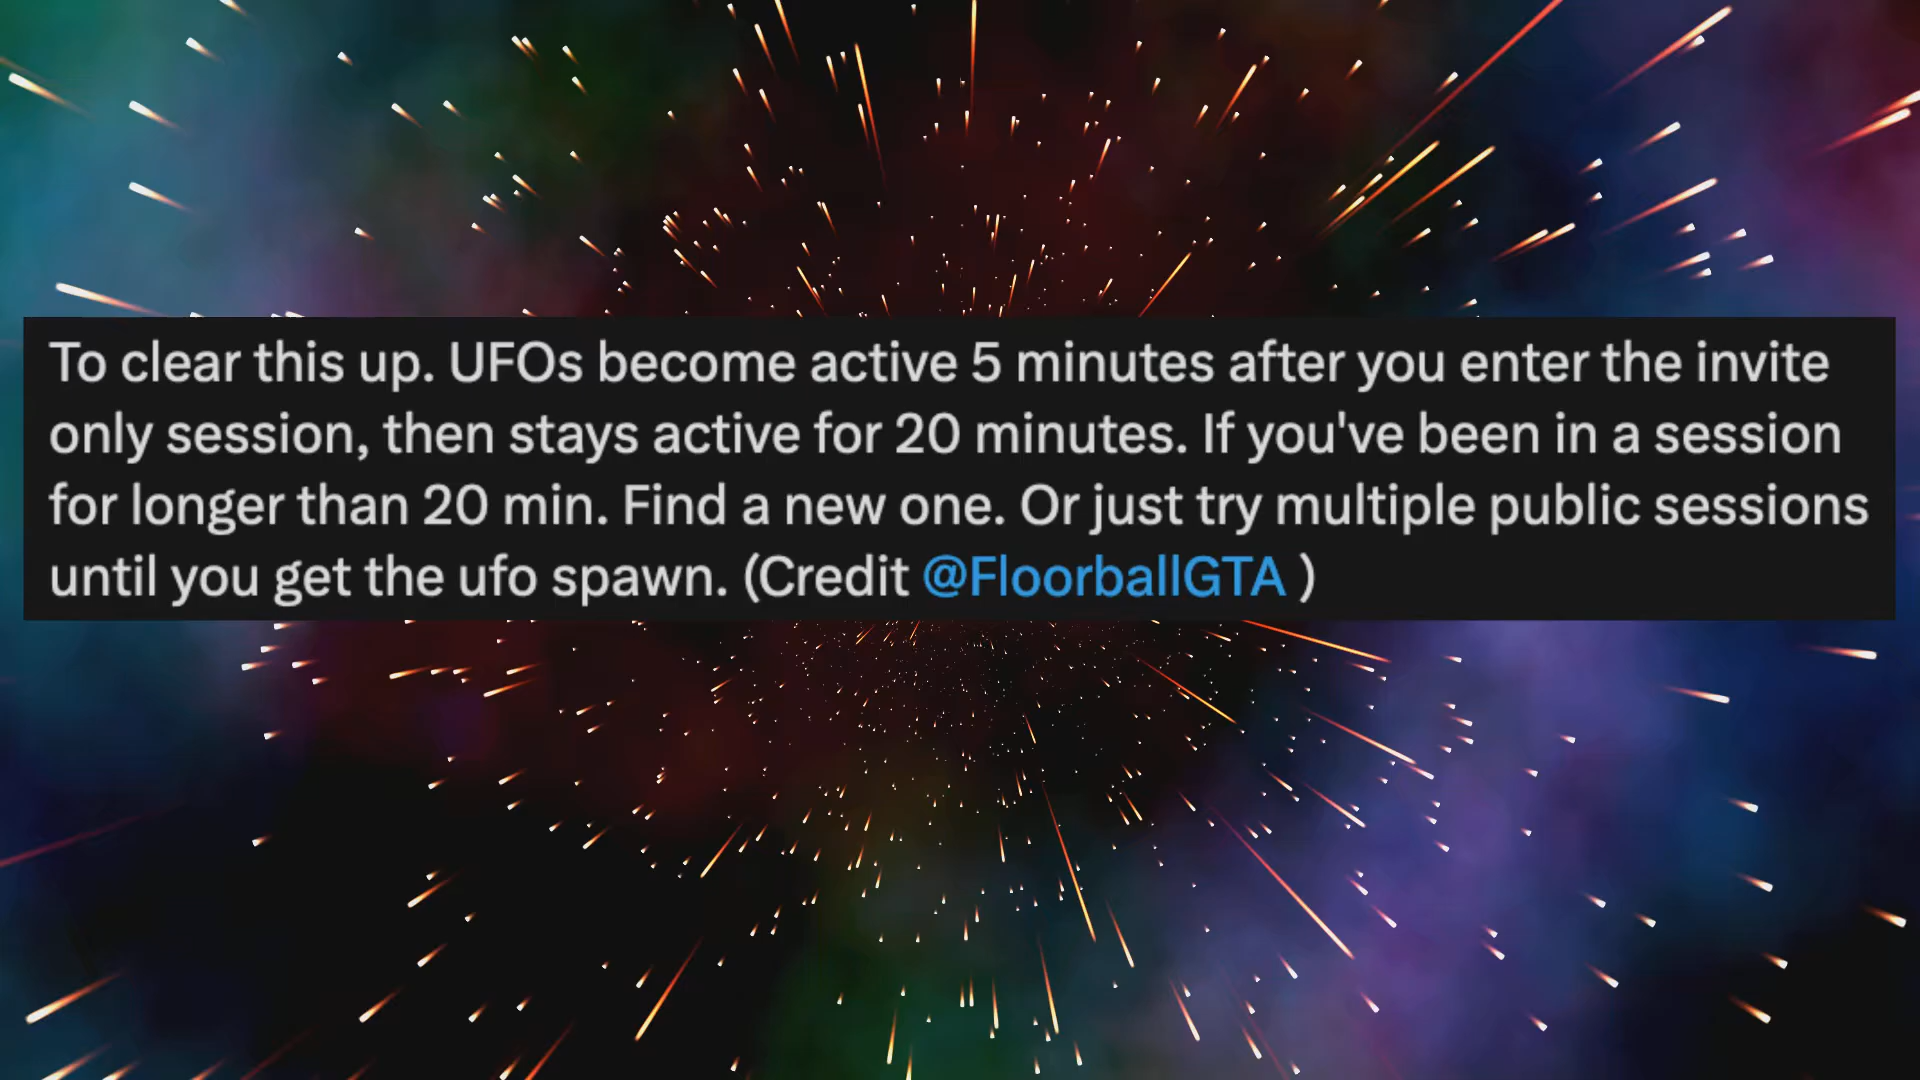 To clear this up. UFOs become active 5 minutes after you enter the invite
only session, then stays active for 20 minutes. If you've been in a session
for longer than 20 min. Find a new one. Or just try multiple public sessions
until you get the ufo spawn. (Credit @FloorballGTA )